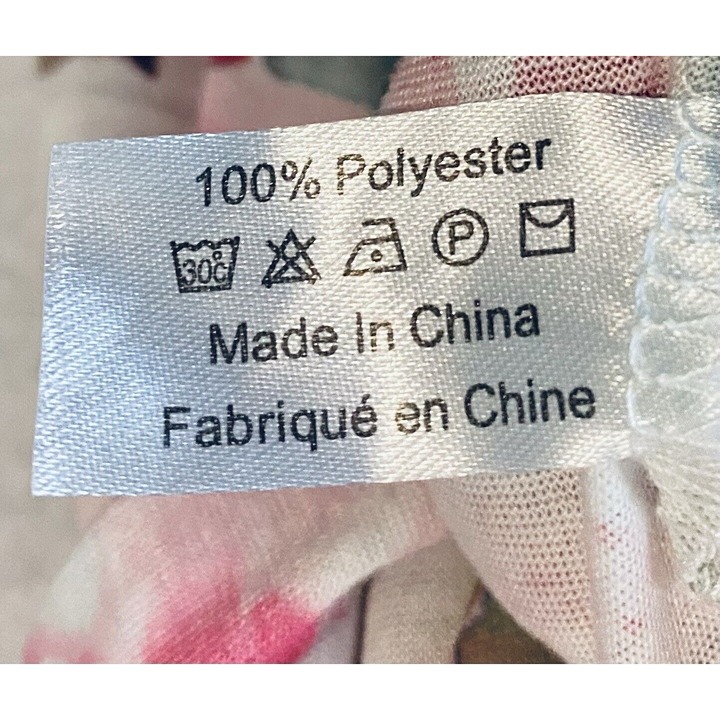 100% Polyester
30°C P
Made In China
Fabriqué en Chine